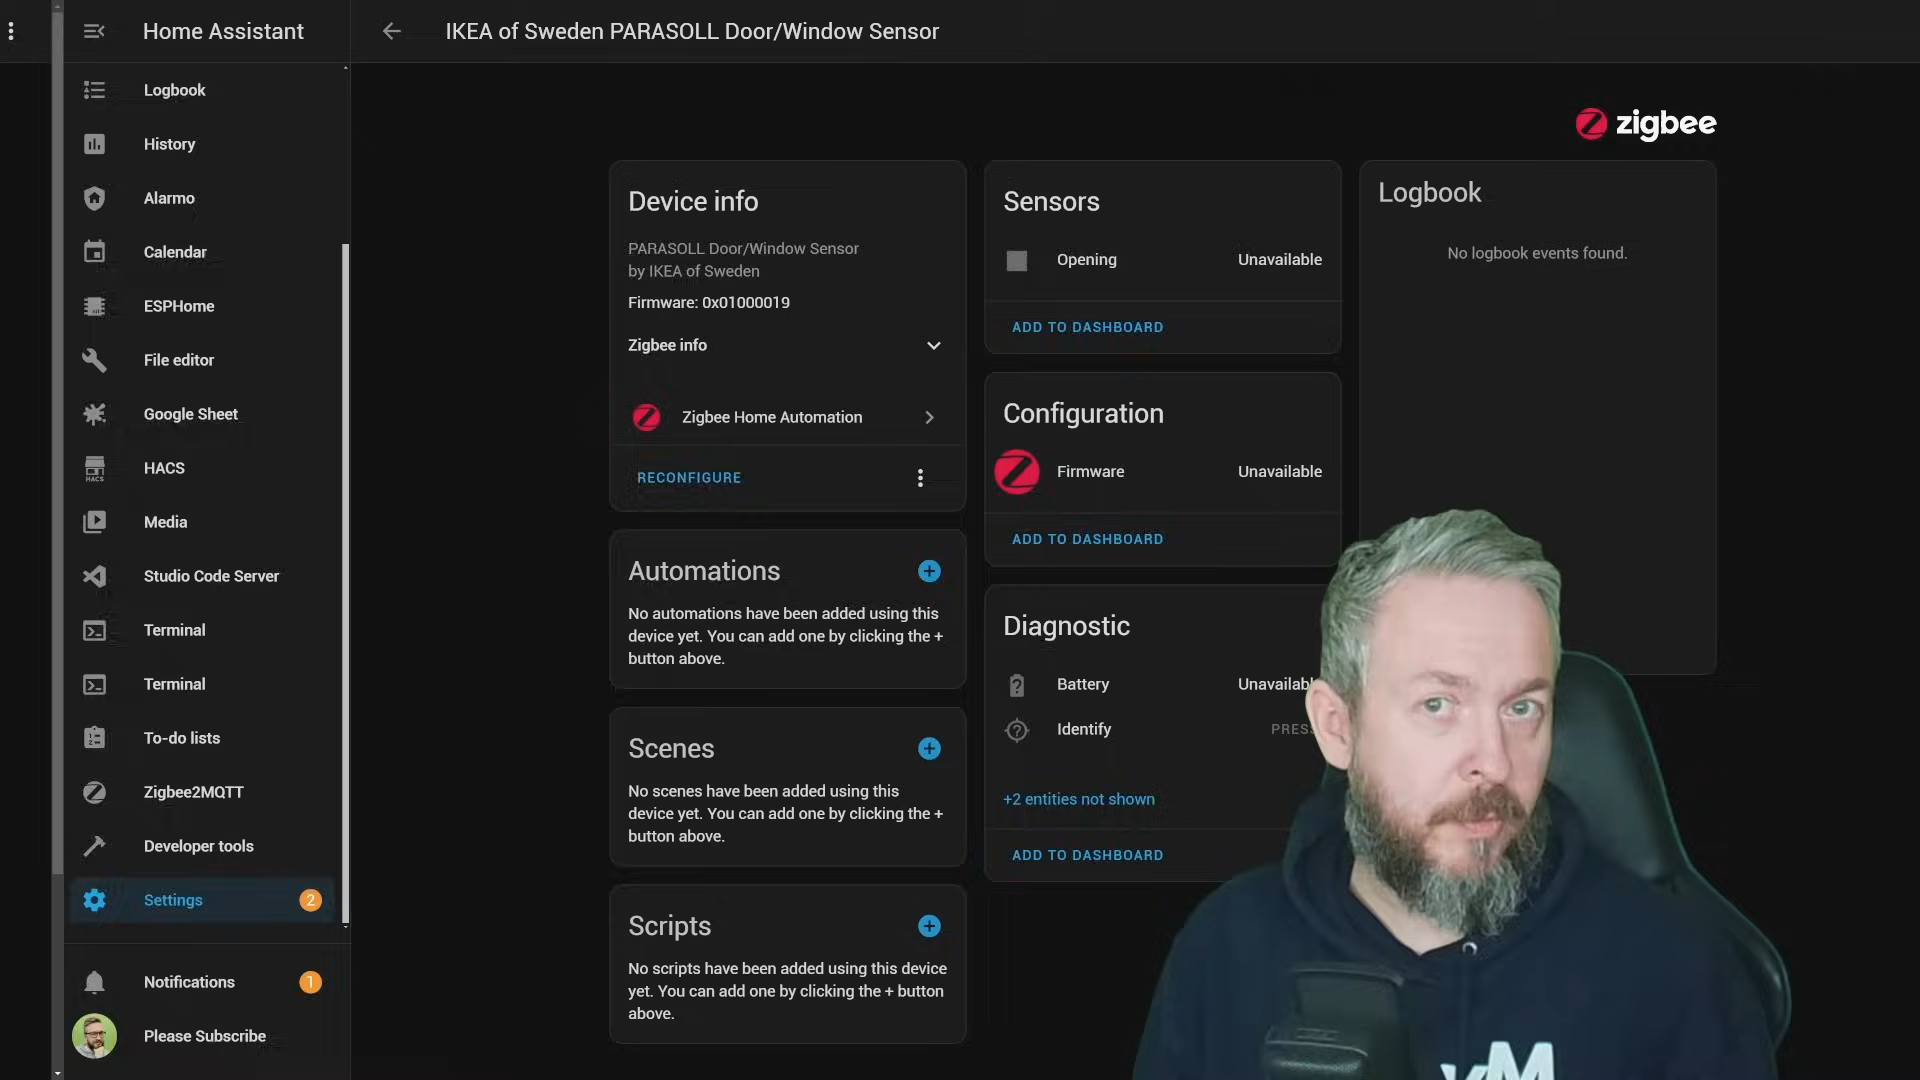 Home Assistant
IKEA of Sweden PARASOLL Door/Window Sensor
Logbook
History
Alarmo
Calendar
ESPHome
File editor
Google Sheet
HACS
HACS
Media
Studio Code Server
Terminal
Terminal
To-do lists
Zigbee2MQTT
Developer tools
Settings 2
Notifications 1
Please Subscribe
zigbee
Device info
PARASOLL Door/Window Sensor
by IKEA of Sweden
Firmware: 0x01000019
Zigbee info
Zigbee Home Automation
RECONFIGURE
Automations
No automations have been added using this
device yet. You can add one by clicking the +
button above.
Scenes
No scenes have been added using this
device yet. You can add one by clicking the +
button above.
Scripts
No scripts have been added using this device
yet. You can add one by clicking the + button
above.
Sensors
Opening Unavailable
ADD TO DASHBOARD
Configuration
Firmware Unavailable
ADD TO DASHBOARD
Diagnostic
Battery Unavailabl
Identify PRES
+2 entities not shown
ADD TO DASHBOARD
Logbook
No logbook events found.